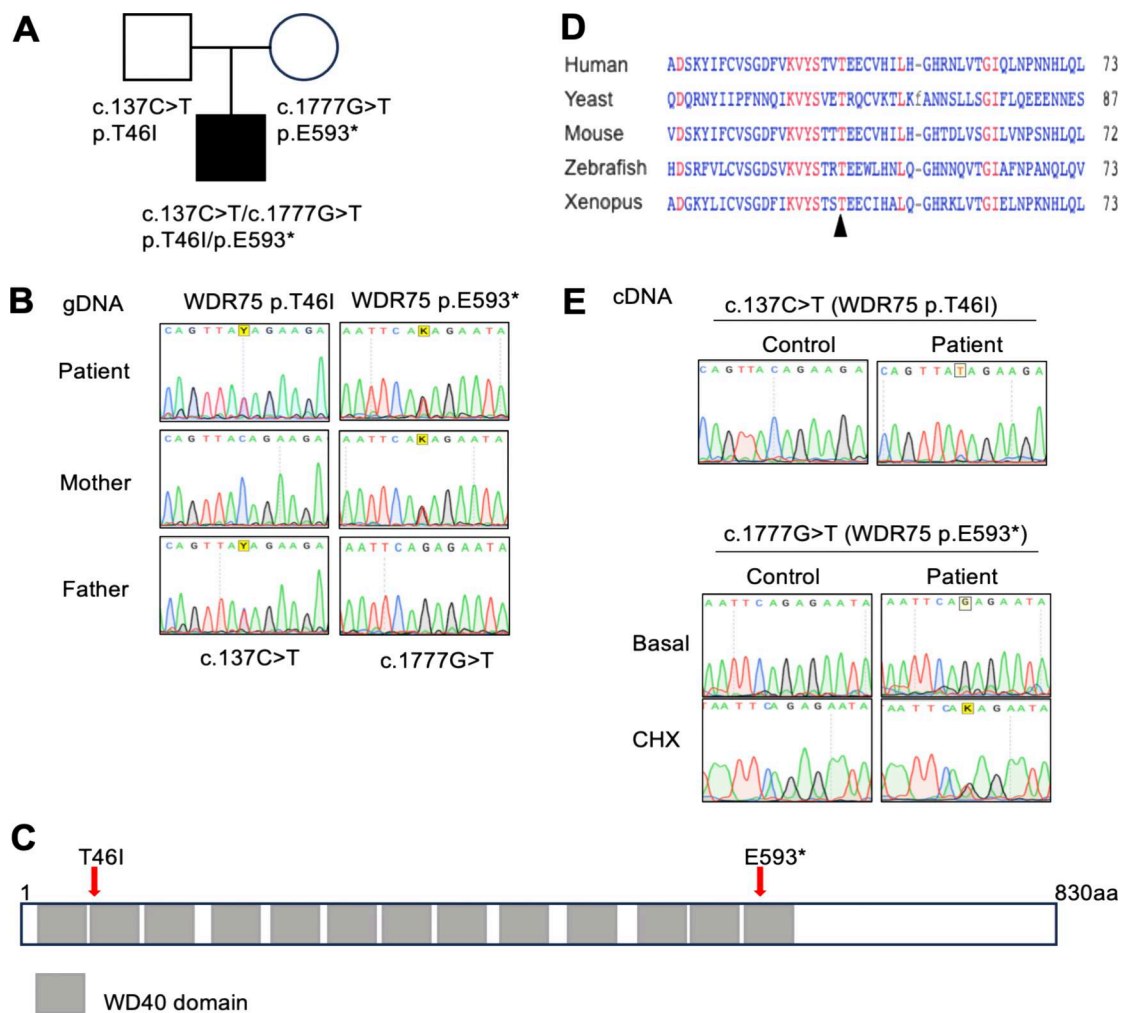 A
c.137C>T
p.T46I
c.1777G>T
p.E593*
c.137C>T/c.1777G>T
p.T46I/p.E593*
B
gDNA
WDR75 p.T46I
WDR75 p.E593*
Patient
CAGTTAYAGAAGA
AATTCAKAGAATA
Mother
CAGTTACAGAAGA
AATTCAKAGAATA
Father
CAGTTAYAGAAGA
AATTCAGAGAATA
c.137C>T
c.1777G>T
C
T46I
E593*
1
830aa
WD40 domain
D
Human ADSKYIFCVSGDFVKVYSTVTEECVHILH-GHRNLVTGIQLNPNNHLQL 73
Yeast QDQRNYIIPFNNQIKVYSVETRQCVKTLKfANNSLLSGIFLQEEENNES 87
Mouse VDSKYIFCVSGDFVKVYSTTTEECVHILH-GHTDLVSGILVNPSNHLQL 72
Zebrafish HDSRFVLCVSGDSVKVYSTRTEEWLHNLQ-GHNNQVTGIAFNPANQLQV 73
Xenopus ADGKYLICVSGDFIKVYSTSTEECIHALQ-GHRKLVTGIELNPKNHLQL 73
E
cDNA
c.137C>T (WDR75 p.T46I)
Control
Patient
CAGTTACAGAAGA
CAGTTATAGAAGA
c.1777G>T (WDR75 p.E593*)
Control
Patient
Basal
AATTCAGAGAATA
AATTCAGAGAATA
CHX
TAATTCAGAGAATA
AATTCAKAGAATA